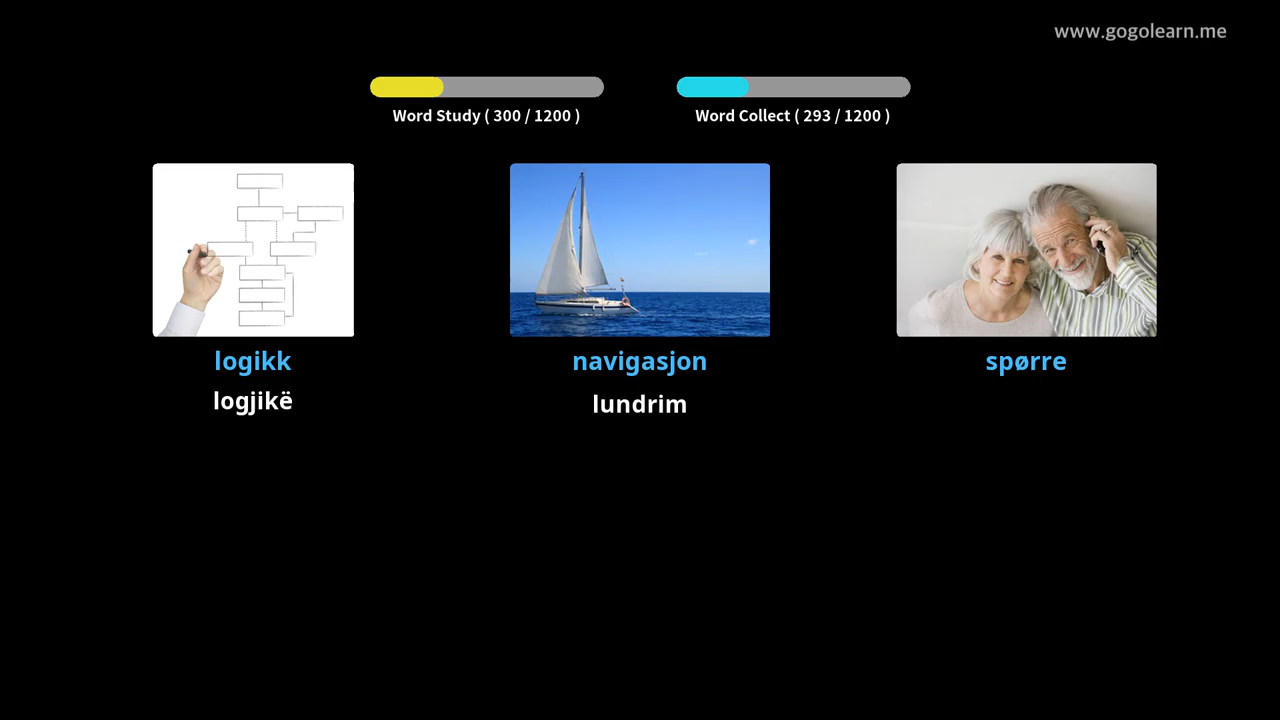 www.gogolearn.me
Word Study ( 300 / 1200 )
Word Collect ( 293 / 1200 )
logikk
logjikë
navigasjon
lundrim
spørre